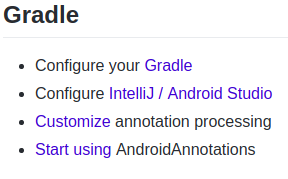 Gradle
Configure your Gradle
Configure IntelliJ / Android Studio
Customize annotation processing
Start using AndroidAnnotations